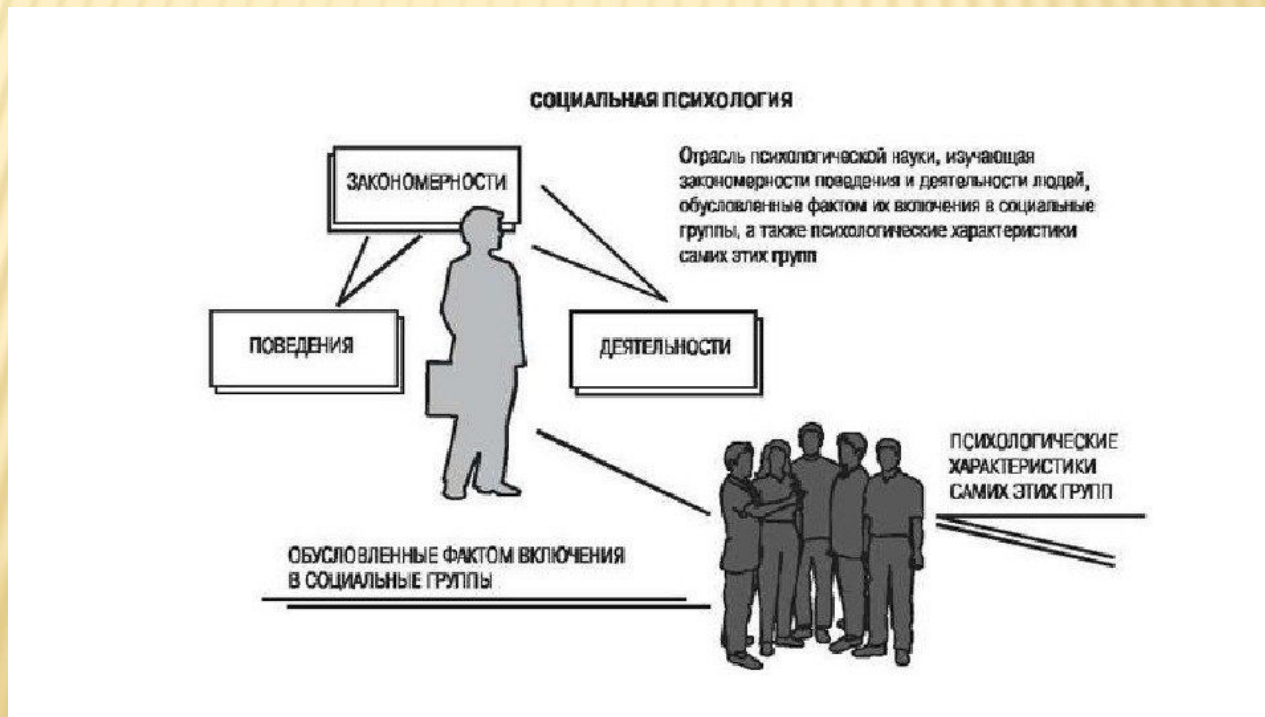 СОЦИАЛЬНАЯ ПСИХОЛОГИЯ
ЗАКОНОМЕРНОСТИ
Отрасль психологической науки, изучающая
закономерности поведения и деятельности людей,
обусловленные фактом их включения в социальные
группы, а также психологические характеристики
самих этих групп
ПОВЕДЕНИЯ
ДЕЯТЕЛЬНОСТИ
ПСИХОЛОГИЧЕСКИЕ
ХАРАКТЕРИСТИКИ
САМИХ ЭТИХ ГРУПП
ОБУСЛОВЛЕННЫЕ ФАКТОМ ВКЛЮЧЕНИЯ
В СОЦИАЛЬНЫЕ ГРУППЫ